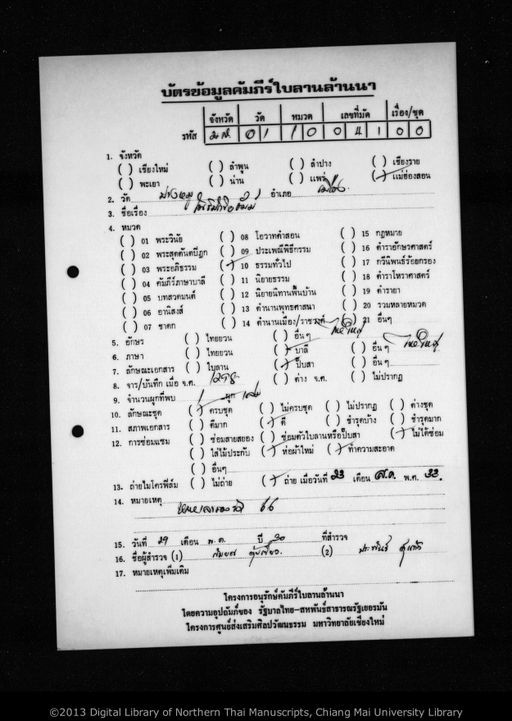 บัตรข้อมูลคัมภีร์ใบลานล้านนา
จังหวัด วัด หมวด เลขที่มัด เรื่อง/ชุด
รหัส 01 10 04 1 00
1. จังหวัด
( ) เชียงใหม่ ( ) ลำพูน ( ) ลำปาง ( ) เชียงราย
( ) พะเยา ( ) น่าน ( ) แพร่ (/) แม่ฮ่องสอน
2. วัด อำเภอ เมือง
3. ชื่อเรื่อง
4. หมวด
( ) 01 พระวินัย ( ) 08 โอวาทคำสอน ( ) 15 กฎหมาย
( ) 02 พระสุตตันตปิฎก ( ) 09 ประเพณีพิธีกรรม ( ) 16 ตำราอักษรศาสตร์
( ) 03 พระอภิธรรม (/) 10 ธรรมทั่วไป ( ) 17 กวีนิพนธ์ร้อยกรอง
( ) 04 คัมภีร์ภาษาบาลี ( ) 11 นิยายธรรม ( ) 18 ตำราโหราศาสตร์
( ) 05 บทสวดมนต์ ( ) 12 นิยายนิทานพื้นบ้าน ( ) 19 ตำรายา
( ) 06 อานิสงส์ ( ) 13 ตำนานพุทธศาสนา ( ) 20 รวมหลายหมวด
( ) 07 ชาดก ( ) 14 ตำนานเมือง/ราชวงศ์ ( ) 21 อื่นๆ
5. อักษร ( ) ไทยยวน (/) อื่นๆ ไทใหญ่
6. ภาษา ( ) ไทยยวน (/) บาลี (/) อื่นๆ ไทใหญ่
7. ลักษณะเอกสาร ( ) ใบลาน (/) ปั๊บสา ( ) อื่นๆ
8. จาร/บันทึก เมื่อ จ.ศ. ( ) ค่าง จ.ศ. ( ) ไม่ปรากฏ
9. จำนวนผูกที่พบ 1 ผูก เล่ม
10. ลักษณะชุด (/) ครบชุด ( ) ไม่ครบชุด ( ) ไม่ปรากฏ ( ) ต่างชุด
11. สภาพเอกสาร ( ) ดีมาก (/) ดี ( ) ชำรุดบ้าง ( ) ชำรุดมาก
12. การซ่อมแซม ( ) ซ่อมสายสยอง ( ) ซ่อมตัวใบลานหรือปั๊บสา (/) ไม่ได้ซ่อม
( ) ใส่ไม้ประกับ (/) ห่อผ้าใหม่ (/) ทำความสะอาด
( ) อื่นๆ
13. ถ่ายไมโครฟิล์ม ( ) ไม่ถ่าย (/) ถ่าย เมื่อวันที่ 23 เดือน ส.ค. พ.ศ. 33.
14. หมายเหตุ 66
15. วันที่ 29 เดือน พ.ค. ปี 30 ที่สำรวจ
16. ชื่อผู้สำรวจ (1) (2)
17. หมายเหตุเพิ่มเติม
โครงการอนุรักษ์คัมภีร์ใบลานล้านนา
โดยความอุปถัมภ์ของ รัฐบาลไทย-สหพันธ์สาธารณรัฐเยอรมัน
โครงการศูนย์ส่งเสริมศิลปวัฒนธรรม มหาวิทยาลัยเชียงใหม่
©2013 Digital Library of Northern Thai Manuscripts, Chiang Mai University Library